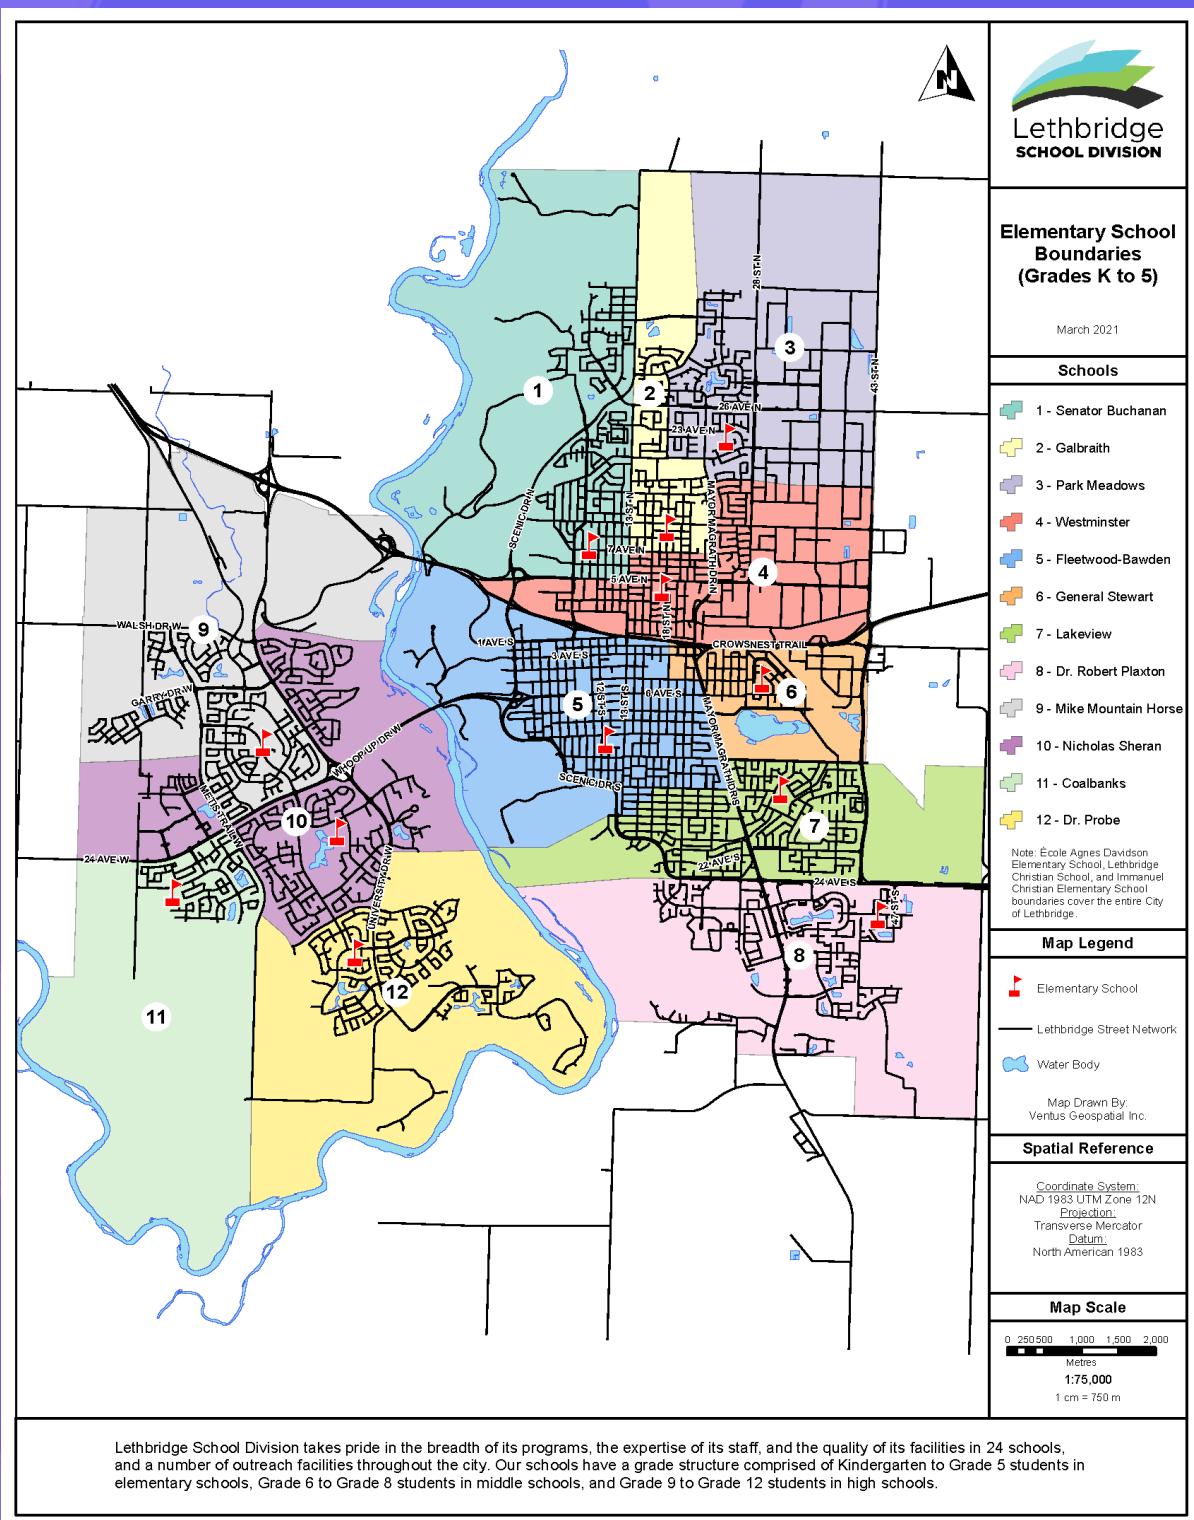 N
Lethbridge
SCHOOL DIVISION
Elementary School
Boundaries
(Grades K to 5)
March 2021
Schools
1 - Senator Buchanan
2 - Galbraith
3 - Park Meadows
4 - Westminster
5 - Fleetwood-Bawden
6 - General Stewart
7 - Lakeview
8 - Dr. Robert Plaxton
9 - Mike Mountain Horse
10 - Nicholas Sheran
11 - Coalbanks
12 - Dr. Probe
Note: École Agnes Davidson
Elementary School, Lethbridge
Christian School, and Immanuel
Christian Elementary School
boundaries cover the entire City
of Lethbridge.
Map Legend
Elementary School
Lethbridge Street Network
Water Body
Map Drawn By:
Ventus Geospatial Inc.
Spatial Reference
Coordinate System:
NAD 1983 UTM Zone 12N
Projection:
Transverse Mercator
Datum:
North American 1983
Map Scale
0 250 500 1,000 1,500 2,000
Metres
1:75,000
1 cm = 750 m
28 ST N
3
43 ST N
1
2
26 AVE N
23 AVE N
MAYOR MAGRATH DR N
13 ST N
SCENIC DR N
7 AVE N
4
5 AVE N
18 ST N
WALSH DR W
9
1 AVE S
3 AVE S
CROWSNEST TRAIL
GARRY DR W
5
12 ST S
13 ST S
6 AVE S
6
MAYOR MAGRATH DR S
WHOOP UP DR W
SCENIC DR S
METIS TRAIL W
10
7
24 AVE W
UNIVERSITY DR W
22 AVE S
24 AVE S
47 ST S
8
12
11
Lethbridge School Division takes pride in the breadth of its programs, the expertise of its staff, and the quality of its facilities in 24 schools,
and a number of outreach facilities throughout the city. Our schools have a grade structure comprised of Kindergarten to Grade 5 students in
elementary schools, Grade 6 to Grade 8 students in middle schools, and Grade 9 to Grade 12 students in high schools.